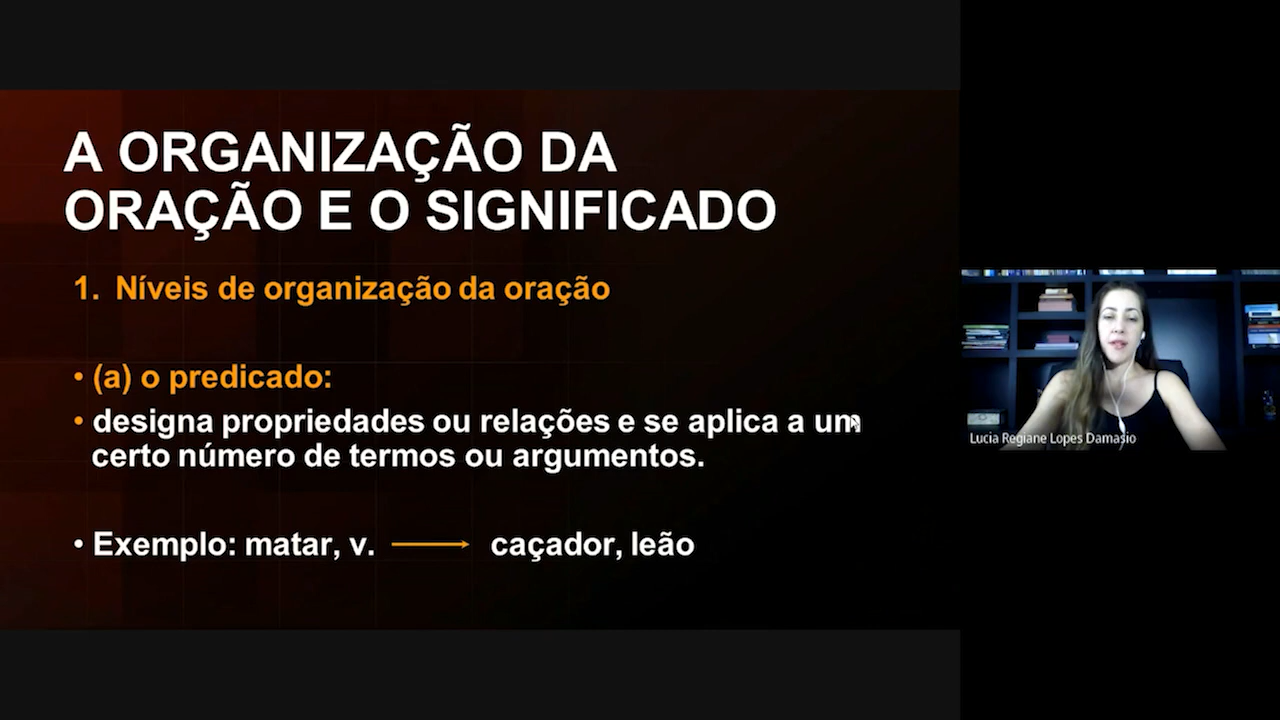 A ORGANIZAÇÃO DA
ORAÇÃO E O SIGNIFICADO
1. Níveis de organização da oração
• (a) o predicado:
• designa propriedades ou relações e se aplica a um
certo número de termos ou argumentos.
• Exemplo: matar, v. → caçador, leão
Lucia Regiane Lopes Damasio